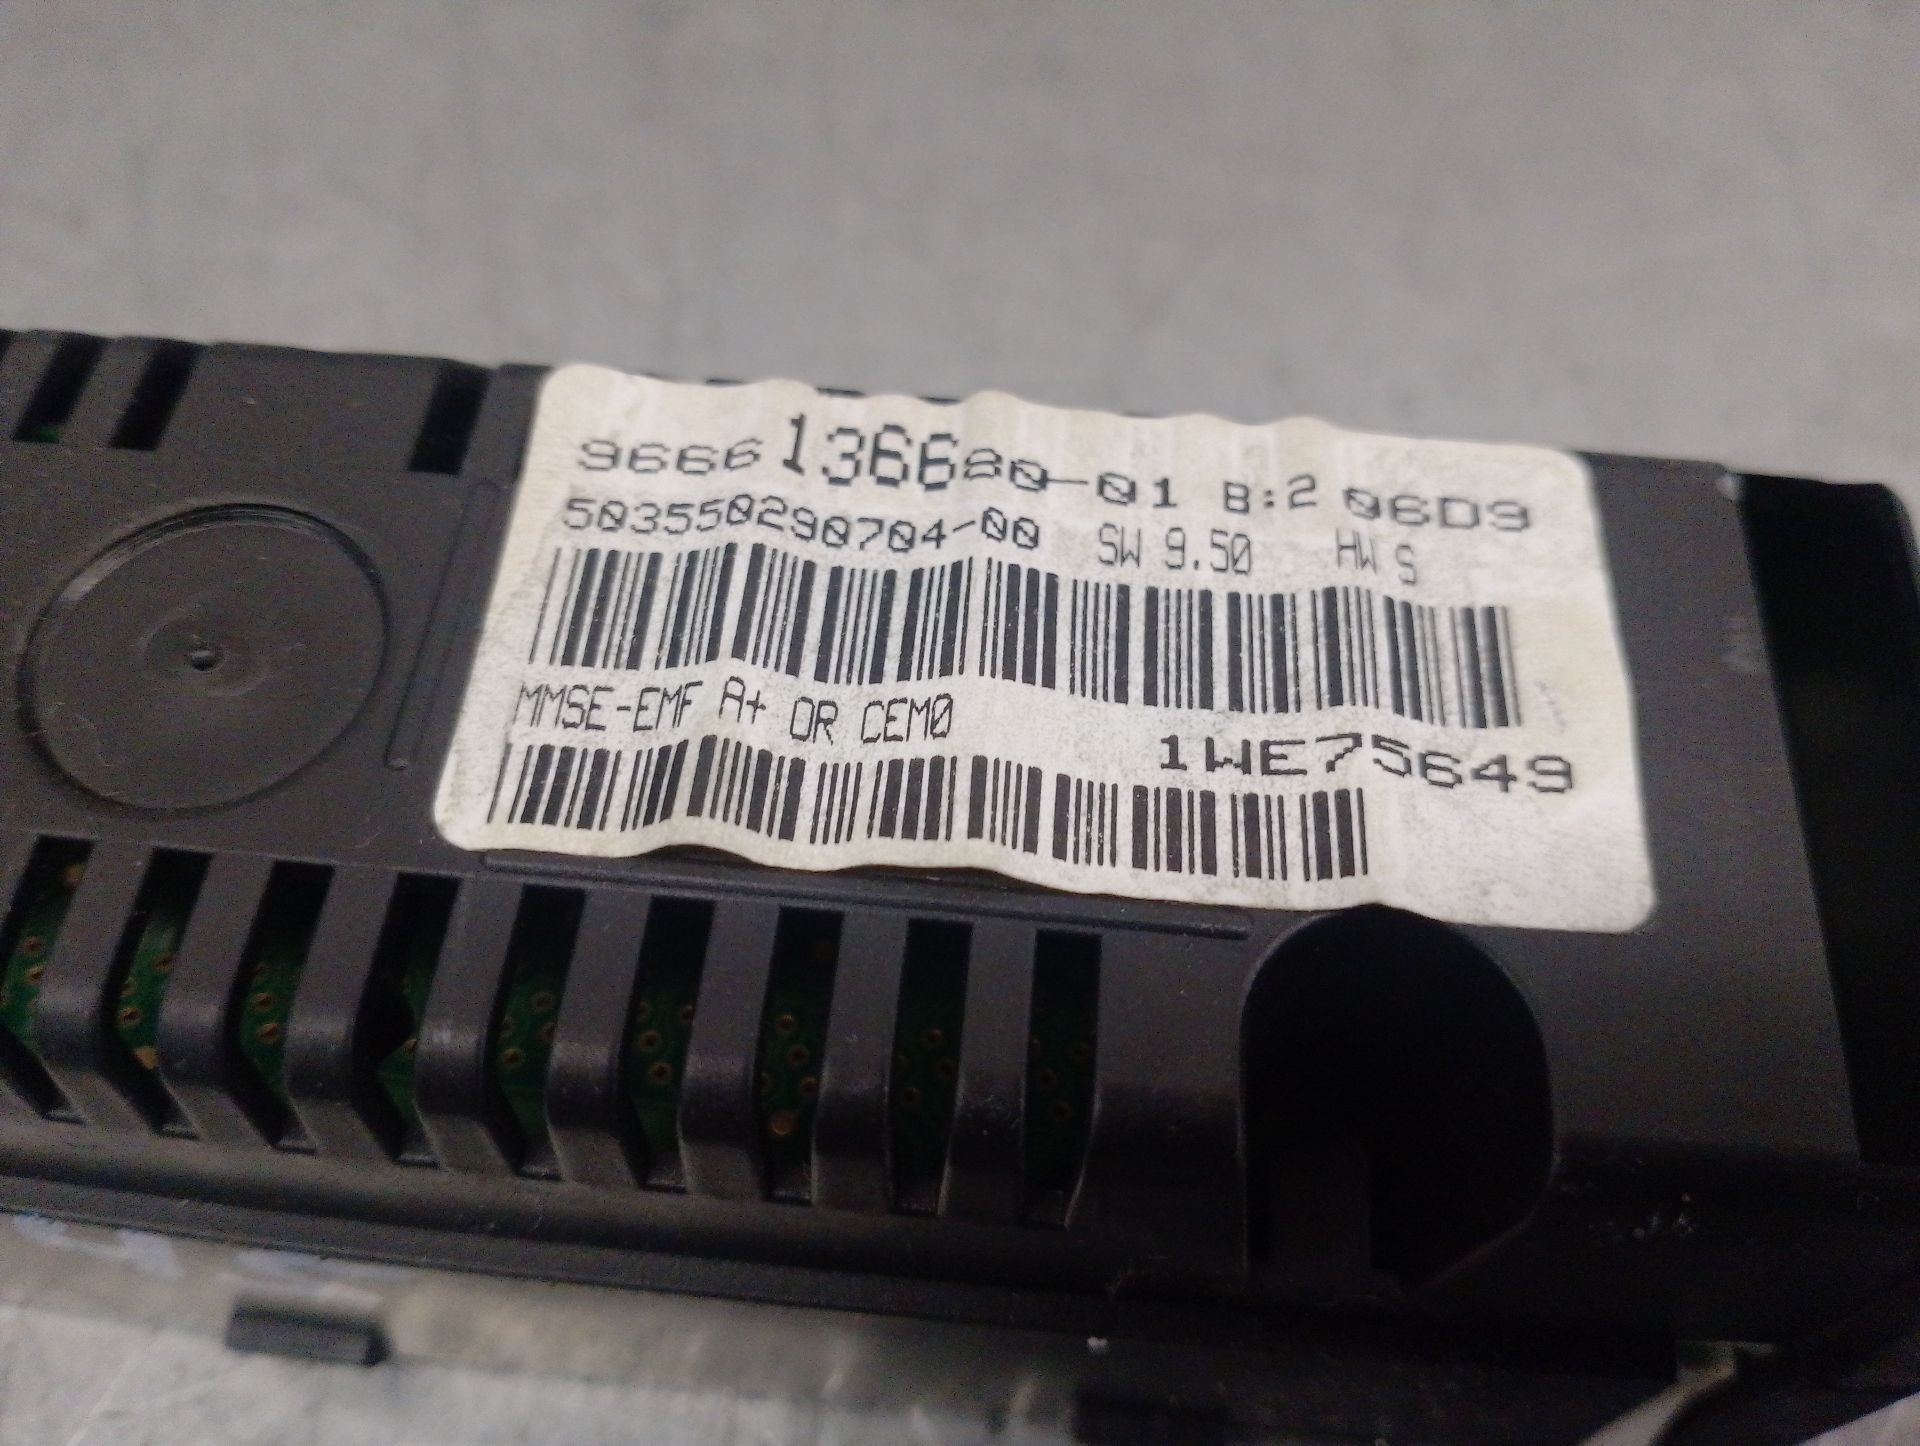 9666136680-01 B:2 06D9
503550290704-00 SW 9.50 HW S
MMSE-EMF A+ OR CEM0
1WE75649